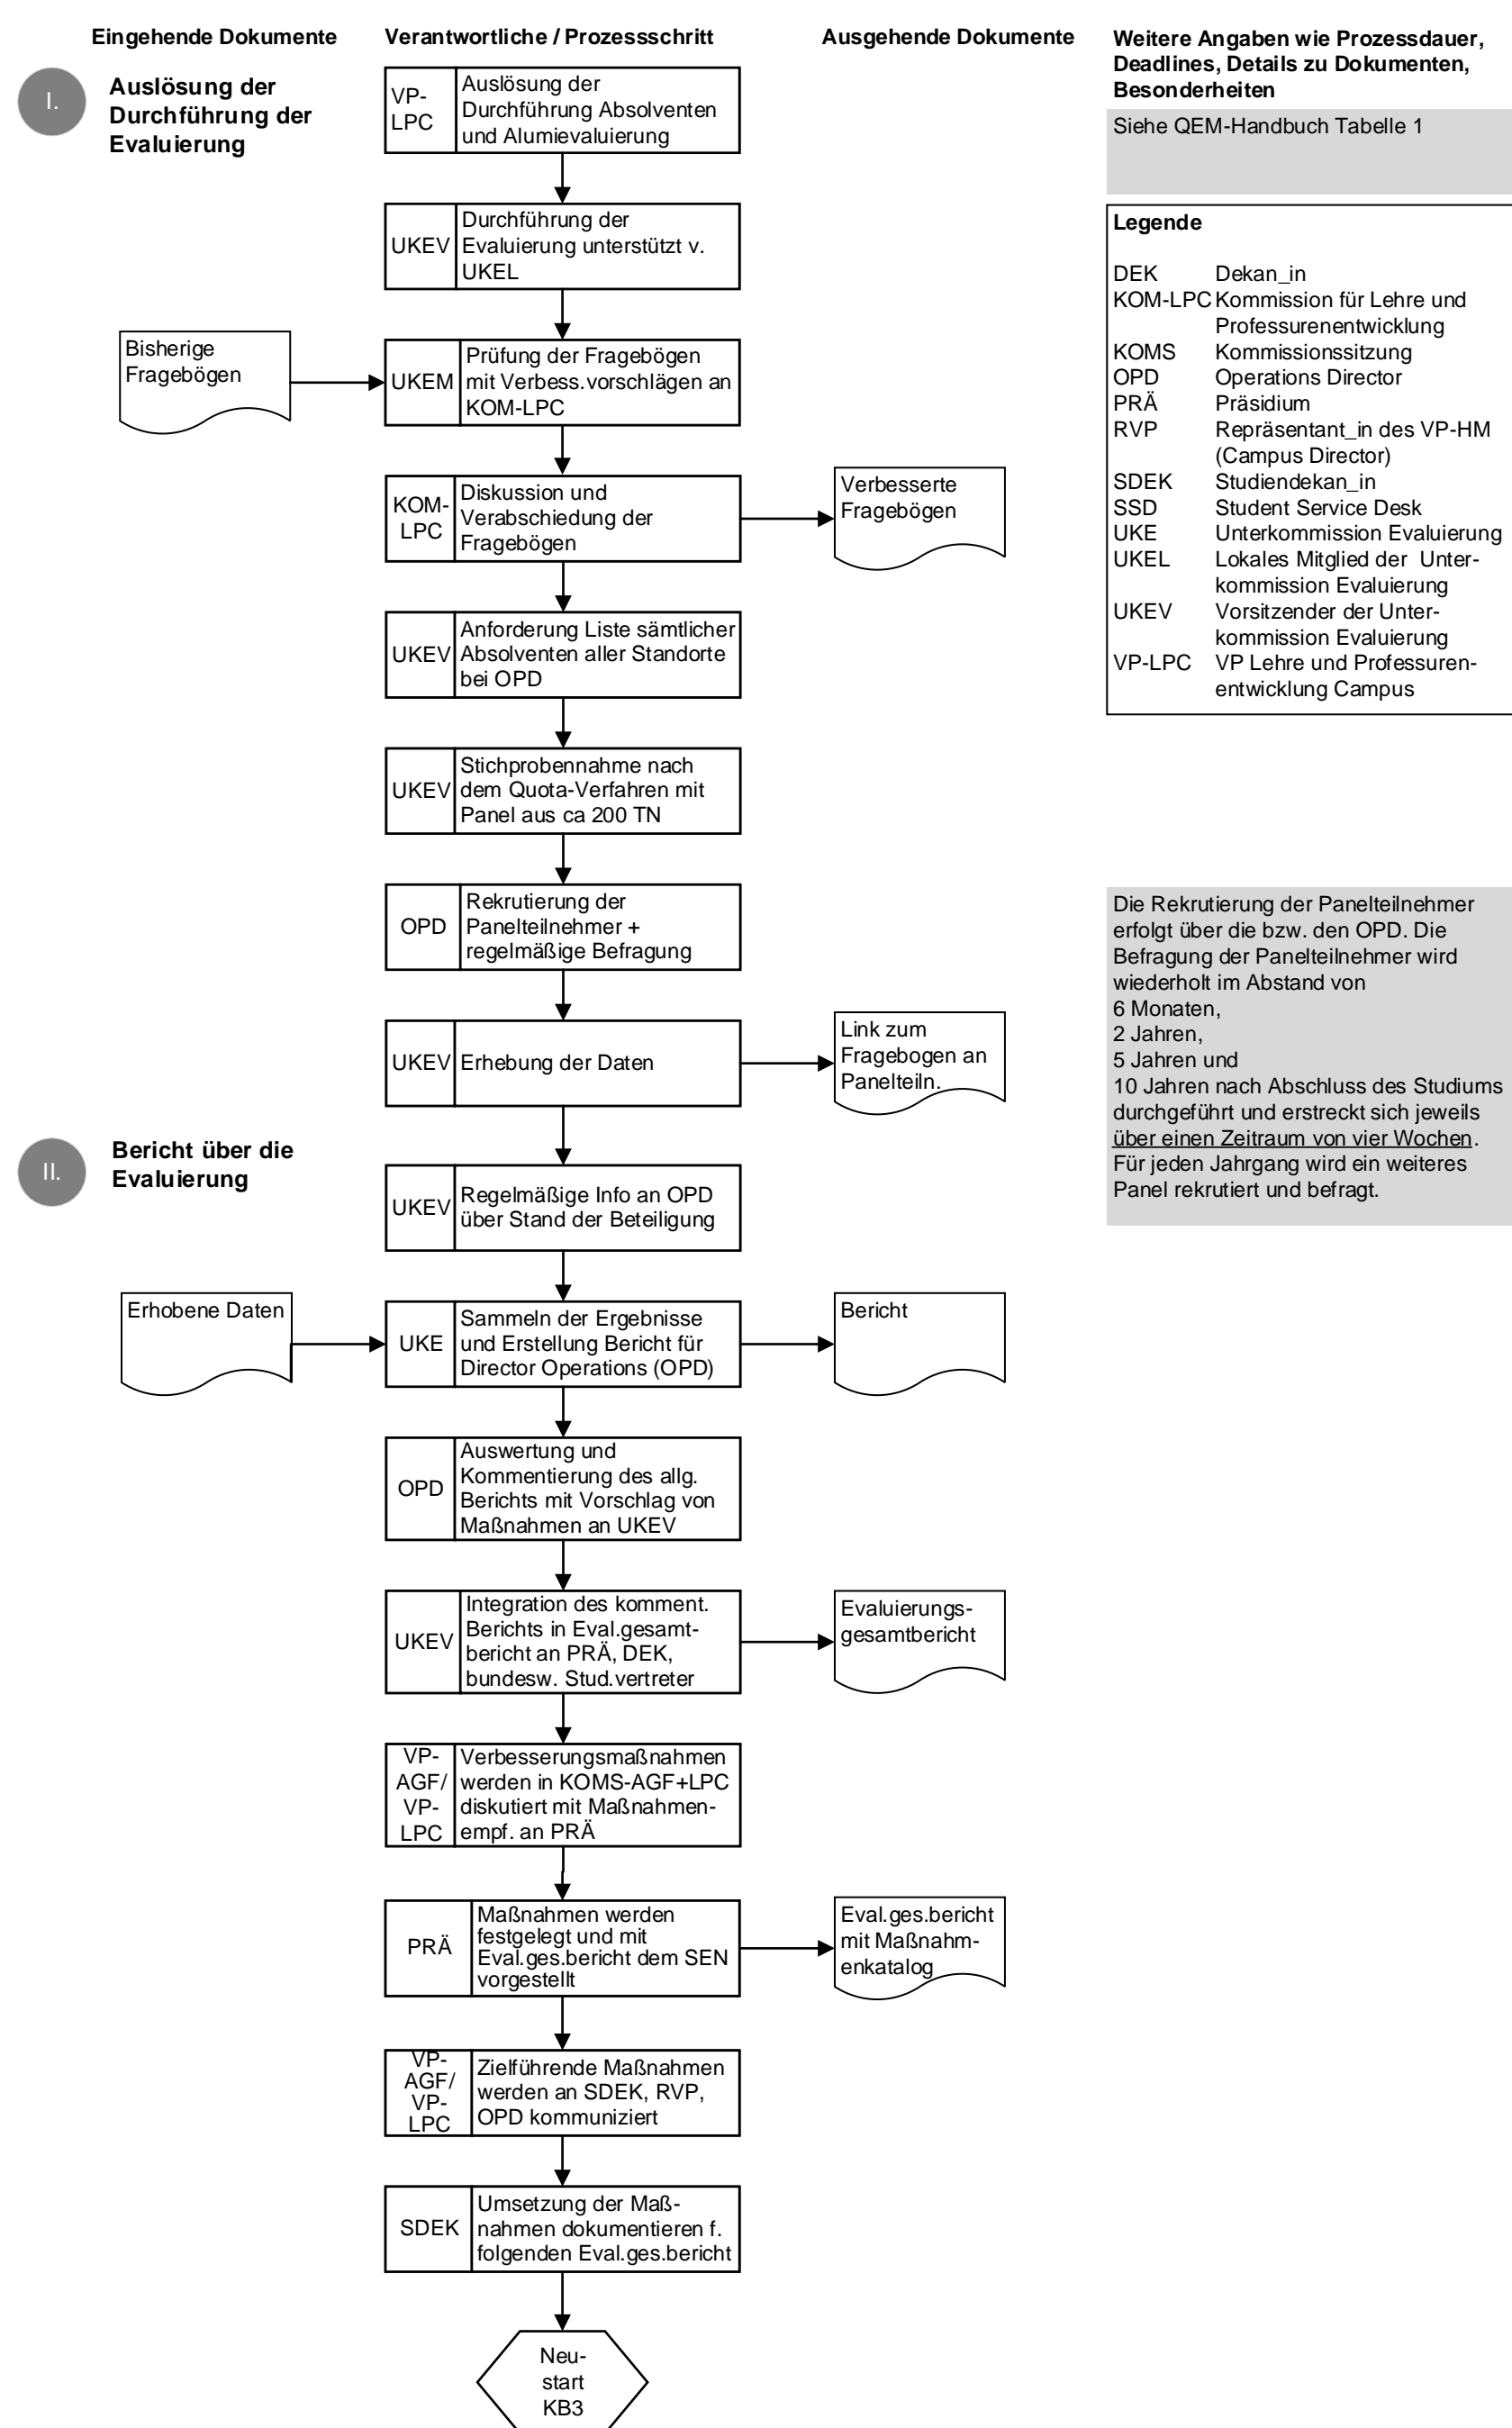 Eingehende Dokumente
Verantwortliche / Prozessschritt
Ausgehende Dokumente
Weitere Angaben wie Prozessdauer,
Deadlines, Details zu Dokumenten,
Besonderheiten
I.
Auslösung der
Durchführung der
Evaluierung
VP-
LPC
Auslösung der
Durchführung Absolventen
und Alumievaluierung
Siehe QEM-Handbuch Tabelle 1
UKEV
Durchführung der
Evaluierung unterstützt v.
UKEL
Legende
DEK Dekan_in
KOM-LPC Kommission für Lehre und
Professurenentwicklung
KOMS Kommissionssitzung
OPD Operations Director
PRÄ Präsidium
RVP Repräsentant_in des VP-HM
(Campus Director)
SDEK Studiendekan_in
SSD Student Service Desk
UKE Unterkommission Evaluierung
UKEL Lokales Mitglied der Unter-
kommission Evaluierung
UKEV Vorsitzender der Unter-
kommission Evaluierung
VP-LPC VP Lehre und Professuren-
entwicklung Campus
Bisherige
Fragebögen
UKEM
Prüfung der Fragebögen
mit Verbess.vorschlägen an
KOM-LPC
KOM-
LPC
Diskussion und
Verabschiedung der
Fragebögen
Verbesserte
Fragebögen
UKEV
Anforderung Liste sämtlicher
Absolventen aller Standorte
bei OPD
UKEV
Stichprobennahme nach
dem Quota-Verfahren mit
Panel aus ca 200 TN
OPD
Rekrutierung der
Panelteilnehmer +
regelmäßige Befragung
Die Rekrutierung der Panelteilnehmer
erfolgt über die bzw. den OPD. Die
Befragung der Panelteilnehmer wird
wiederholt im Abstand von
6 Monaten,
2 Jahren,
5 Jahren und
10 Jahren nach Abschluss des Studiums
durchgeführt und erstreckt sich jeweils
über einen Zeitraum von vier Wochen.
Für jeden Jahrgang wird ein weiteres
Panel rekrutiert und befragt.
UKEV
Erhebung der Daten
Link zum
Fragebogen an
Panelteiln.
II.
Bericht über die
Evaluierung
UKEV
Regelmäßige Info an OPD
über Stand der Beteiligung
Erhobene Daten
UKE
Sammeln der Ergebnisse
und Erstellung Bericht für
Director Operations (OPD)
Bericht
OPD
Auswertung und
Kommentierung des allg.
Berichts mit Vorschlag von
Maßnahmen an UKEV
UKEV
Integration des komment.
Berichts in Eval.gesamt-
bericht an PRÄ, DEK,
bundesw. Stud.vertreter
Evaluierungs-
gesamtbericht
VP-
AGF/
VP-
LPC
Verbesserungsmaßnahmen
werden in KOMS-AGF+LPC
diskutiert mit Maßnahmen-
empf. an PRÄ
PRÄ
Maßnahmen werden
festgelegt und mit
Eval.ges.bericht dem SEN
vorgestellt
Eval.ges.bericht
mit Maßnahm-
enkatalog
VP-
AGF/
VP-
LPC
Zielführende Maßnahmen
werden an SDEK, RVP,
OPD kommuniziert
SDEK
Umsetzung der Maß-
nahmen dokumentieren f.
folgenden Eval.ges.bericht
Neu-
start
KB3